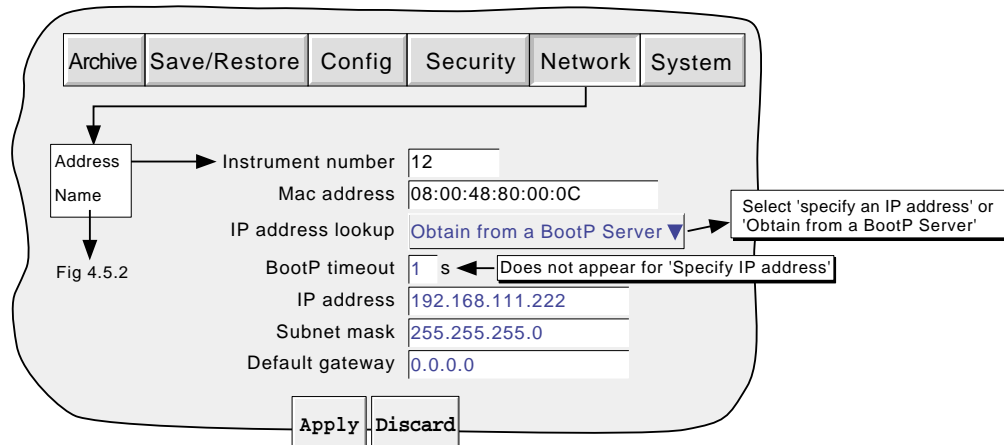 Archive Save/Restore Config Security Network System
Address
Name
Fig 4.5.2
Instrument number 12
Mac address 08:00:48:80:00:0C
IP address lookup Obtain from a BootP Server
Select 'specify an IP address' or
'Obtain from a BootP Server'
BootP timeout 1 s Does not appear for 'Specify IP address'
IP address 192.168.111.222
Subnet mask 255.255.255.0
Default gateway 0.0.0.0
Apply Discard